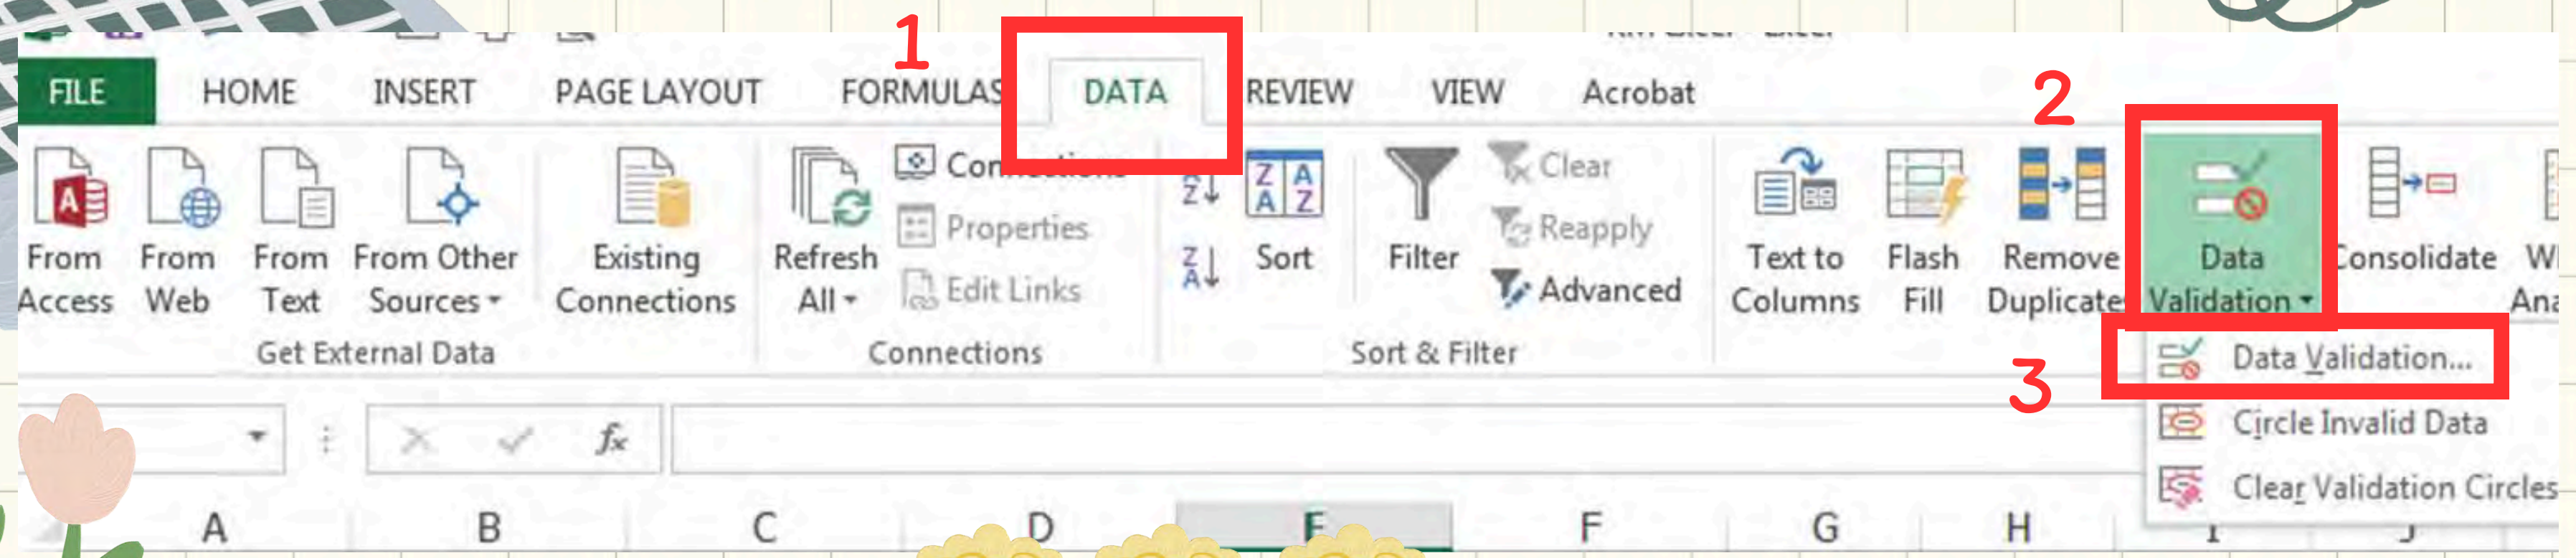 1
FILE HOME INSERT PAGE LAYOUT FORMULAS DATA REVIEW VIEW Acrobat
2
From Access
From Web
From Text
From Other Sources
Existing Connections
Get External Data
Refresh All
Connections
Properties
Edit Links
Connections
Sort
Filter
Clear
Reapply
Advanced
Sort & Filter
Text to Columns
Flash Fill
Remove Duplicate
Data Validation
Consolidate
3
Data Validation...
Circle Invalid Data
Clear Validation Circles
fx
A B C D E F G H